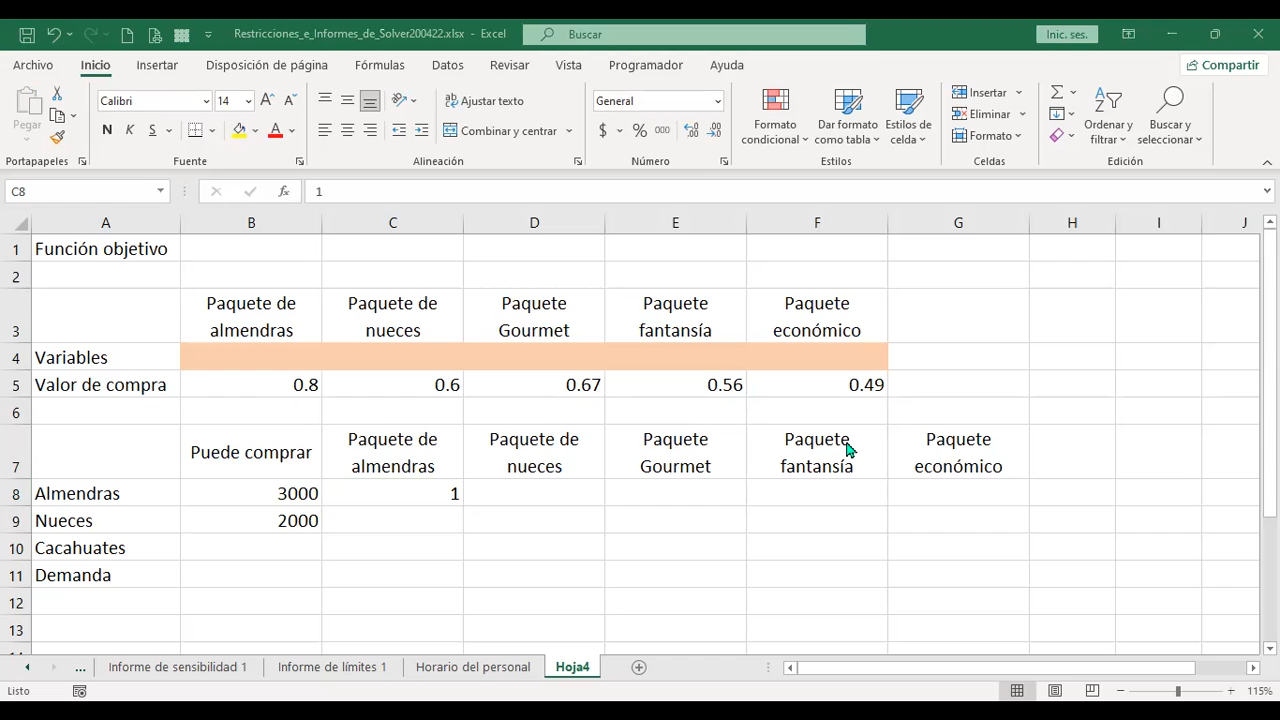 Restricciones_e_Informes_de_Solver200422.xlsx - Excel
Buscar
Inic. ses.
Archivo
Inicio
Insertar
Disposición de página
Fórmulas
Datos
Revisar
Vista
Programador
Ayuda
Compartir
Pegar
Calibri
14
Ajustar texto
General
Formato condicional
Dar formato como tabla
Estilos de celda
Insertar
Eliminar
Formato
Ordenar y filtrar
Buscar y seleccionar
N K S
Combinar y centrar
$ % 000
Portapapeles
Fuente
Alineación
Número
Estilos
Celdas
Edición
C8
fx
1
A B C D E F G H I J
1 Función objetivo
2
Paquete de Paquete de Paquete Paquete Paquete
3 almendras nueces Gourmet fantansía económico
4 Variables
5 Valor de compra 0.8 0.6 0.67 0.56 0.49
6
Puede comprar Paquete de Paquete de Paquete Paquete Paquete
7 almendras nueces Gourmet fantansía económico
8 Almendras 3000 1
9 Nueces 2000
10 Cacahuates
11 Demanda
12
13
... Informe de sensibilidad 1 Informe de límites 1 Horario del personal Hoja4
Listo
115%